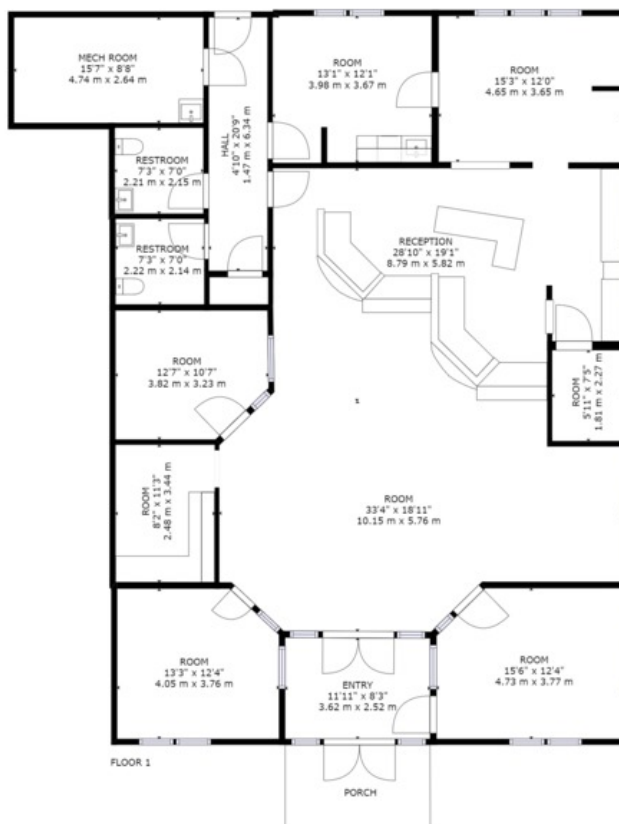 MECH ROOM
15'7" x 8'8"
4.74 m x 2.64 m
ROOM
13'1" x 12'1"
3.98 m x 3.67 m
ROOM
15'3" x 12'0"
4.65 m x 3.65 m
HALL
4'10" x 20'9"
1.47 m x 6.34 m
RESTROOM
7'3" x 7'0"
2.21 m x 2.15 m
RESTROOM
7'3" x 7'0"
2.22 m x 2.14 m
RECEPTION
28'10" x 19'1"
8.79 m x 5.82 m
ROOM
12'7" x 10'7"
3.82 m x 3.23 m
ROOM
5'11" x 7'5"
1.81 m x 2.27 m
ROOM
8'2" x 11'3"
2.48 m x 3.44 m
ROOM
33'4" x 18'11"
10.15 m x 5.76 m
ROOM
13'3" x 12'4"
4.05 m x 3.76 m
ENTRY
11'11" x 8'3"
3.62 m x 2.52 m
ROOM
15'6" x 12'4"
4.73 m x 3.77 m
FLOOR 1
PORCH